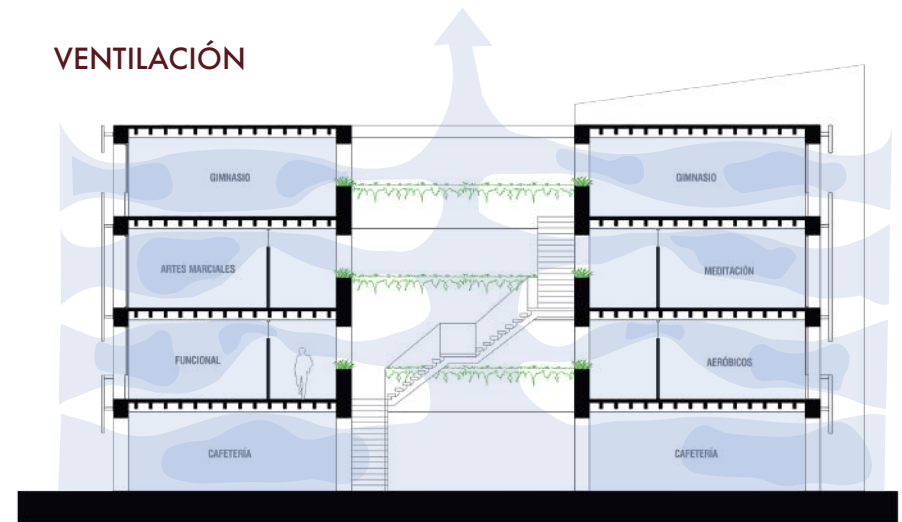 VENTILACIÓN
GIMNASIO
GIMNASIO
ARTES MARCIALES
MEDITACIÓN
FUNCIONAL
AERÓBICOS
CAFETERÍA
CAFETERÍA